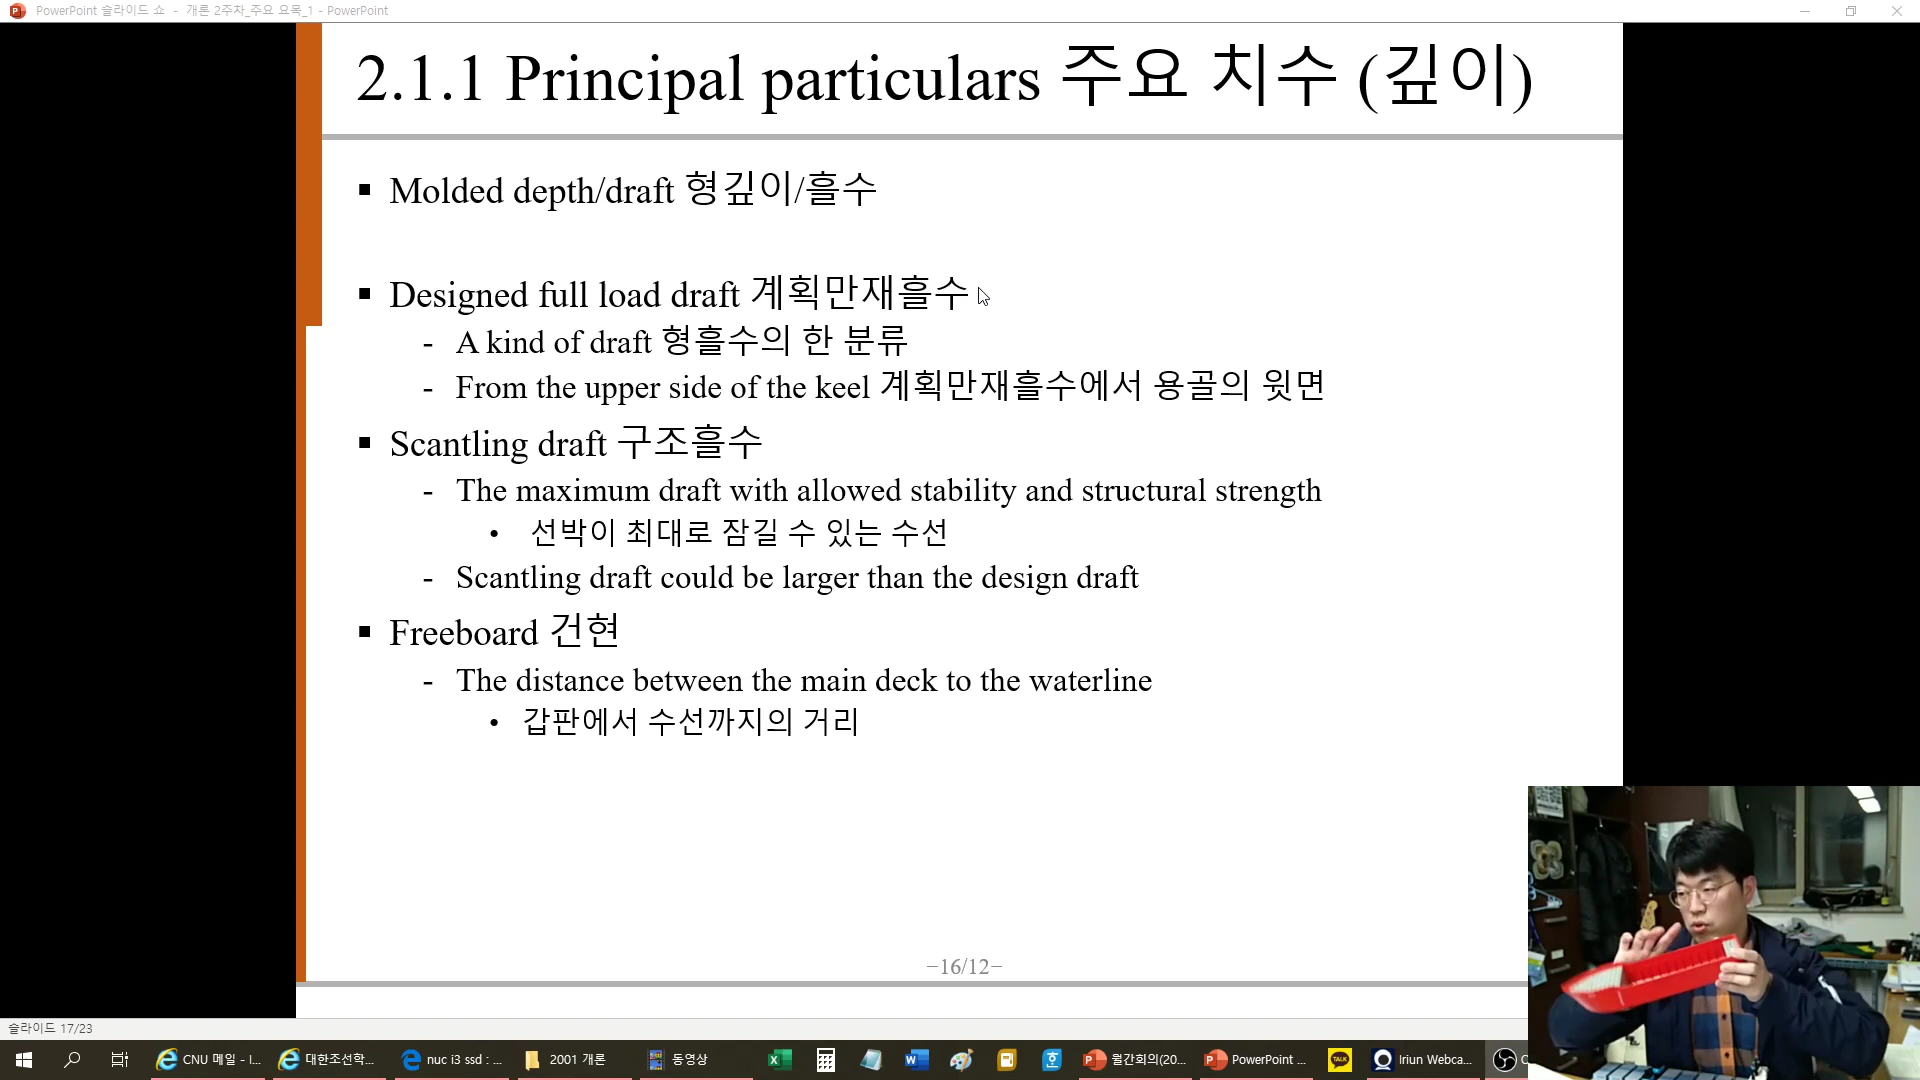 PowerPoint 슬라이드 쇼 - 개론 2주차_주요 요목_1 - PowerPoint
2.1.1 Principal particulars 주요 치수 (깊이)
▪ Molded depth/draft 형깊이/흘수
▪ Designed full load draft 계획만재흘수
- A kind of draft 형흘수의 한 분류
- From the upper side of the keel 계획만재흘수에서 용골의 윗면
▪ Scantling draft 구조흘수
- The maximum draft with allowed stability and structural strength
• 선박이 최대로 잠길 수 있는 수선
- Scantling draft could be larger than the design draft
▪ Freeboard 건현
- The distance between the main deck to the waterline
• 갑판에서 수선까지의 거리
−16/12−
슬라이드 17/23
CNU 메일 - I... 대한조선학... nuc i3 ssd : ... 2001 개론 동영상 월간회의(20... PowerPoint ... TALK Iriun Webca...